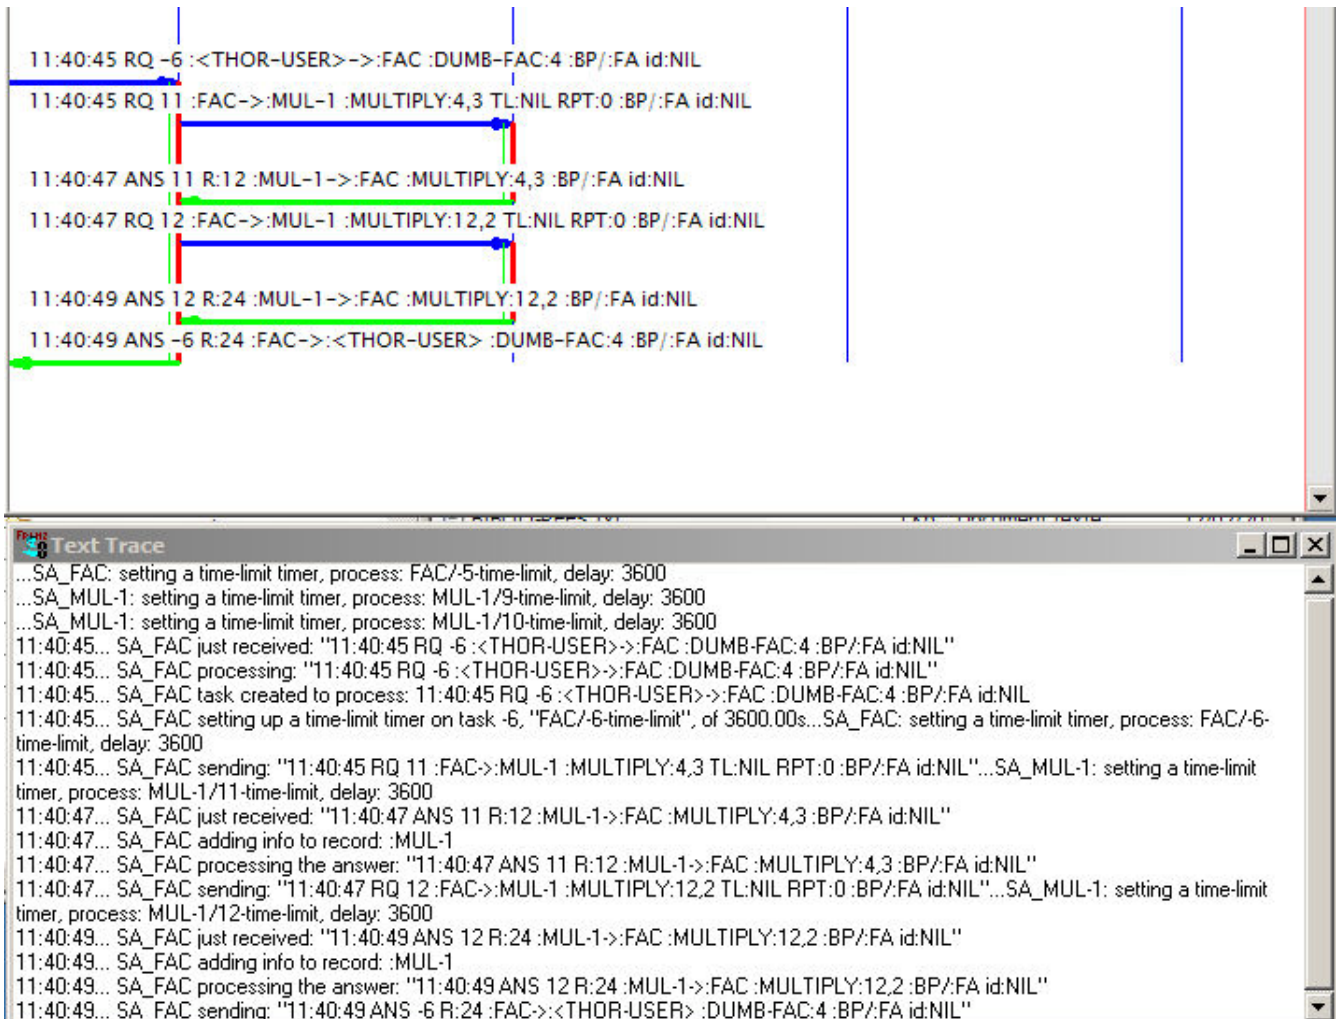 11:40:45 RQ -6 :<THOR-USER>->:FAC :DUMB-FAC:4 :BP/:FA id:NIL
11:40:45 RQ 11 :FAC->:MUL-1 :MULTIPLY:4,3 TL:NIL RPT:0 :BP/:FA id:NIL
11:40:47 ANS 11 R:12 :MUL-1->:FAC :MULTIPLY:4,3 :BP/:FA id:NIL
11:40:47 RQ 12 :FAC->:MUL-1 :MULTIPLY:12,2 TL:NIL RPT:0 :BP/:FA id:NIL
11:40:49 ANS 12 R:24 :MUL-1->:FAC :MULTIPLY:12,2 :BP/:FA id:NIL
11:40:49 ANS -6 R:24 :FAC->:<THOR-USER> :DUMB-FAC:4 :BP/:FA id:NIL
Text Trace
...SA_FAC: setting a time-limit timer, process: FAC/-5-time-limit, delay: 3600
...SA_MUL-1: setting a time-limit timer, process: MUL-1/9-time-limit, delay: 3600
...SA_MUL-1: setting a time-limit timer, process: MUL-1/10-time-limit, delay: 3600
11:40:45... SA_FAC just received: "11:40:45 RQ -6 :<THOR-USER>->:FAC :DUMB-FAC:4 :BP/:FA id:NIL"
11:40:45... SA_FAC processing: "11:40:45 RQ -6 :<THOR-USER>->:FAC :DUMB-FAC:4 :BP/:FA id:NIL"
11:40:45... SA_FAC task created to process: 11:40:45 RQ -6 :<THOR-USER>->:FAC :DUMB-FAC:4 :BP/:FA id:NIL
11:40:45... SA_FAC setting up a time-limit timer on task -6, "FAC/-6-time-limit", of 3600.00s...SA_FAC: setting a time-limit timer, process: FAC/-6-
time-limit, delay: 3600
11:40:45... SA_FAC sending: "11:40:45 RQ 11 :FAC->:MUL-1 :MULTIPLY:4,3 TL:NIL RPT:0 :BP/:FA id:NIL"...SA_MUL-1: setting a time-limit
timer, process: MUL-1/11-time-limit, delay: 3600
11:40:47... SA_FAC just received: "11:40:47 ANS 11 R:12 :MUL-1->:FAC :MULTIPLY:4,3 :BP/:FA id:NIL"
11:40:47... SA_FAC adding info to record: :MUL-1
11:40:47... SA_FAC processing the answer: "11:40:47 ANS 11 R:12 :MUL-1->:FAC :MULTIPLY:4,3 :BP/:FA id:NIL"
11:40:47... SA_FAC sending: "11:40:47 RQ 12 :FAC->:MUL-1 :MULTIPLY:12,2 TL:NIL RPT:0 :BP/:FA id:NIL"...SA_MUL-1: setting a time-limit
timer, process: MUL-1/12-time-limit, delay: 3600
11:40:49... SA_FAC just received: "11:40:49 ANS 12 R:24 :MUL-1->:FAC :MULTIPLY:12,2 :BP/:FA id:NIL"
11:40:49... SA_FAC adding info to record: :MUL-1
11:40:49... SA_FAC processing the answer: "11:40:49 ANS 12 R:24 :MUL-1->:FAC :MULTIPLY:12,2 :BP/:FA id:NIL"
11:40:49... SA_FAC sending: "11:40:49 ANS -6 R:24 :FAC->:<THOR-USER> :DUMB-FAC:4 :BP/:FA id:NIL"